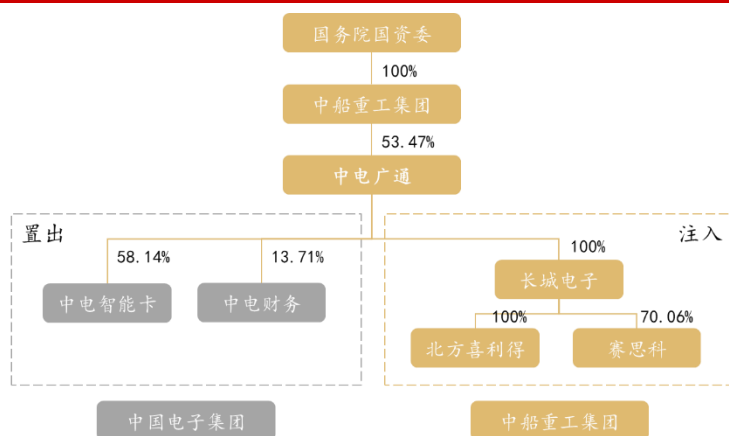 国务院国资委
100%
中船重工集团
53.47%
中电广通
置出
注入
58.14%
13.71%
100%
中电智能卡
中电财务
长城电子
100%
70.06%
北方喜利得
赛思科
中国电子集团
中船重工集团